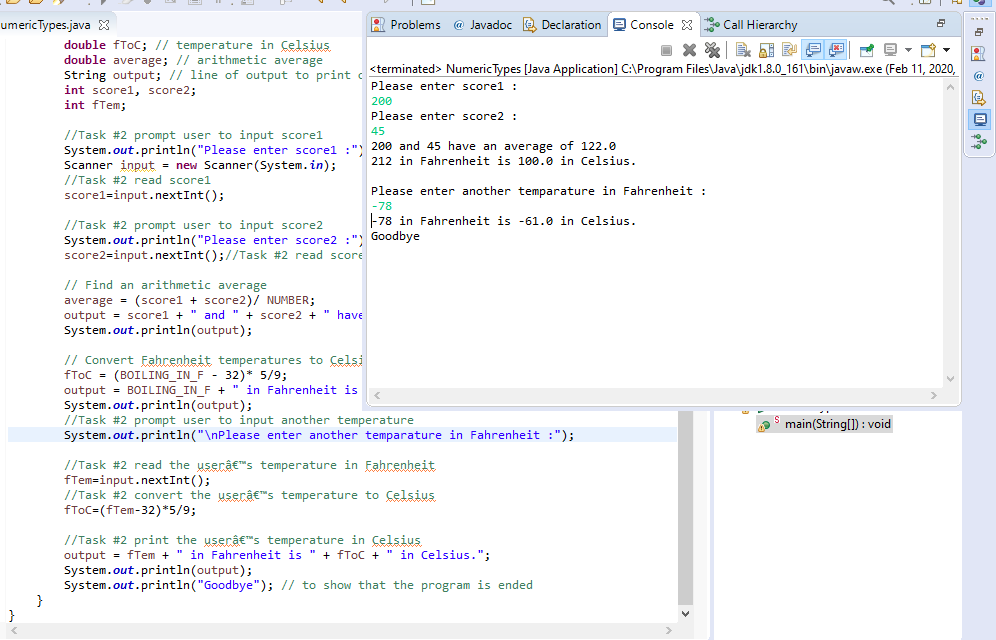 umericTypes.java
double fToC; // temperature in Celsius
double average; // arithmetic average
String output; // line of output to print
int score1, score2;
int fTem;
//Task #2 prompt user to input score1
System.out.println("Please enter score1 :")
Scanner input = new Scanner(System.in);
//Task #2 read score1
score1=input.nextInt();
//Task #2 prompt user to input score2
System.out.println("Please enter score2 :")
score2=input.nextInt();//Task #2 read score
// Find an arithmetic average
average = (score1 + score2)/ NUMBER;
output = score1 + " and " + score2 + " have
System.out.println(output);
// Convert Fahrenheit temperatures to Celsi
fToC = (BOILING_IN_F - 32)* 5/9;
output = BOILING_IN_F + " in Fahrenheit is
System.out.println(output);
//Task #2 prompt user to input another temperature
System.out.println("\nPlease enter another temparature in Fahrenheit :");
//Task #2 read the userâ€™s temperature in Fahrenheit
fTem=input.nextInt();
//Task #2 convert the userâ€™s temperature to Celsius
fToC=(fTem-32)*5/9;
//Task #2 print the userâ€™s temperature in Celsius
output = fTem + " in Fahrenheit is " + fToC + " in Celsius.";
System.out.println(output);
System.out.println("Goodbye"); // to show that the program is ended
}
}
Problems @ Javadoc Declaration Console Call Hierarchy
<terminated> NumericTypes [Java Application] C:\Program Files\Java\jdk1.8.0_161\bin\javaw.exe (Feb 11, 2020,
Please enter score1 :
200
Please enter score2 :
45
200 and 45 have an average of 122.0
212 in Fahrenheit is 100.0 in Celsius.
Please enter another temparature in Fahrenheit :
-78
-78 in Fahrenheit is -61.0 in Celsius.
Goodbye
main(String[]) : void